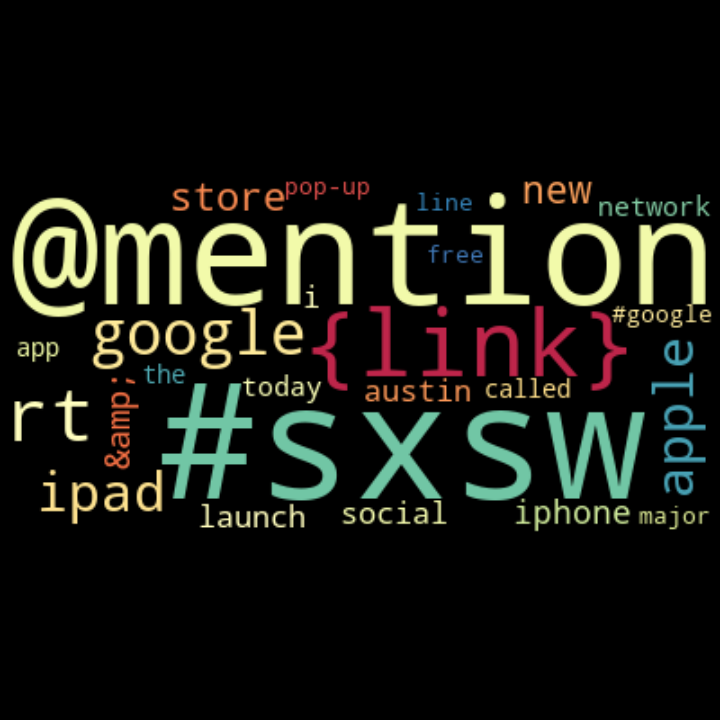 store
pop-up
line
new
network
@mention
free
i
#google
google
{link}
app
the
&amp;
today
austin
called
apple
rt
#sxsw
ipad
launch
social
iphone
major